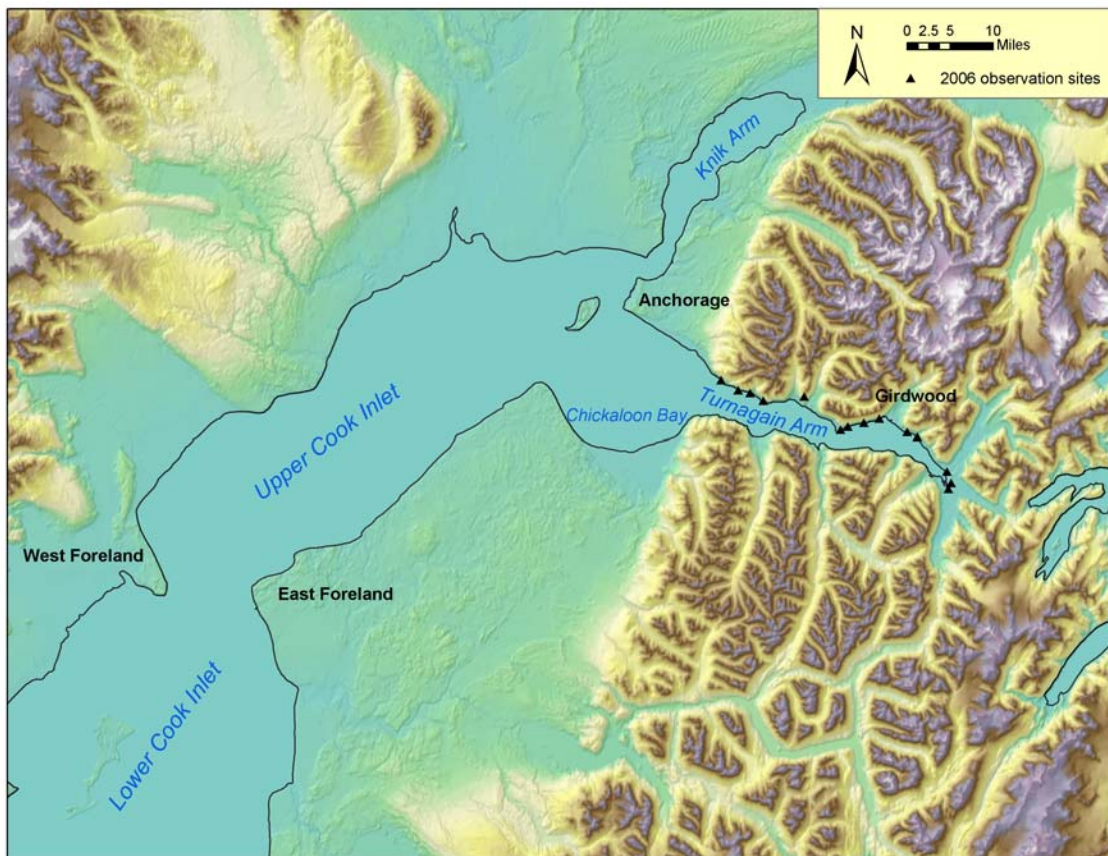 N
0 2.5 5 10
Miles
2006 observation sites
Knik Arm
Anchorage
Upper Cook Inlet
Chickaloon Bay
Turnagain Arm
Girdwood
West Foreland
East Foreland
Lower Cook Inlet